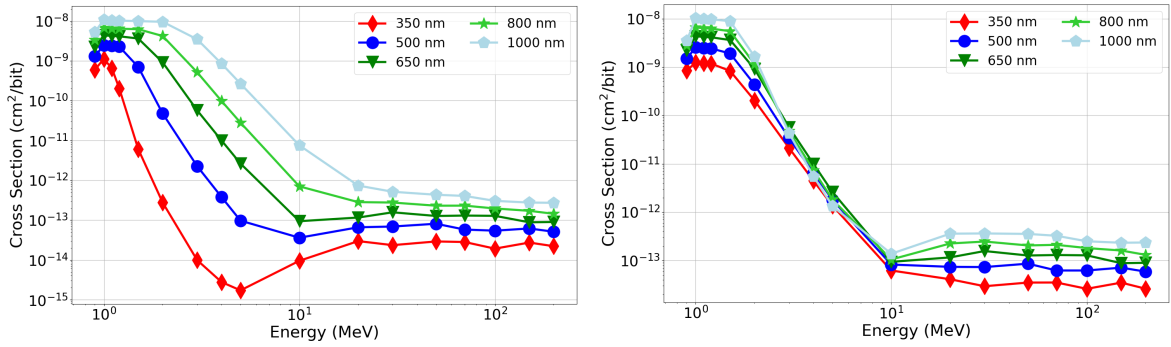 350 nm
500 nm
650 nm
800 nm
1000 nm
Cross Section (cm²/bit)
10⁻⁸
10⁻⁹
10⁻¹⁰
10⁻¹¹
10⁻¹²
10⁻¹³
10⁻¹⁴
10⁻¹⁵
10⁰
10¹
10²
Energy (MeV)
350 nm
500 nm
650 nm
800 nm
1000 nm
Cross Section (cm²/bit)
10⁻⁸
10⁻⁹
10⁻¹⁰
10⁻¹¹
10⁻¹²
10⁻¹³
10⁰
10¹
10²
Energy (MeV)